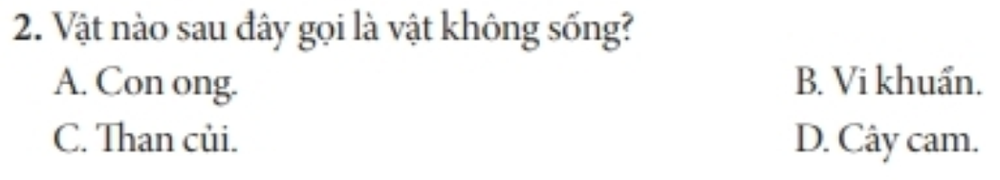 2. Vật nào sau đây gọi là vật không sống?
A. Con ong. B. Vi khuẩn.
C. Than củi. D. Cây cam.